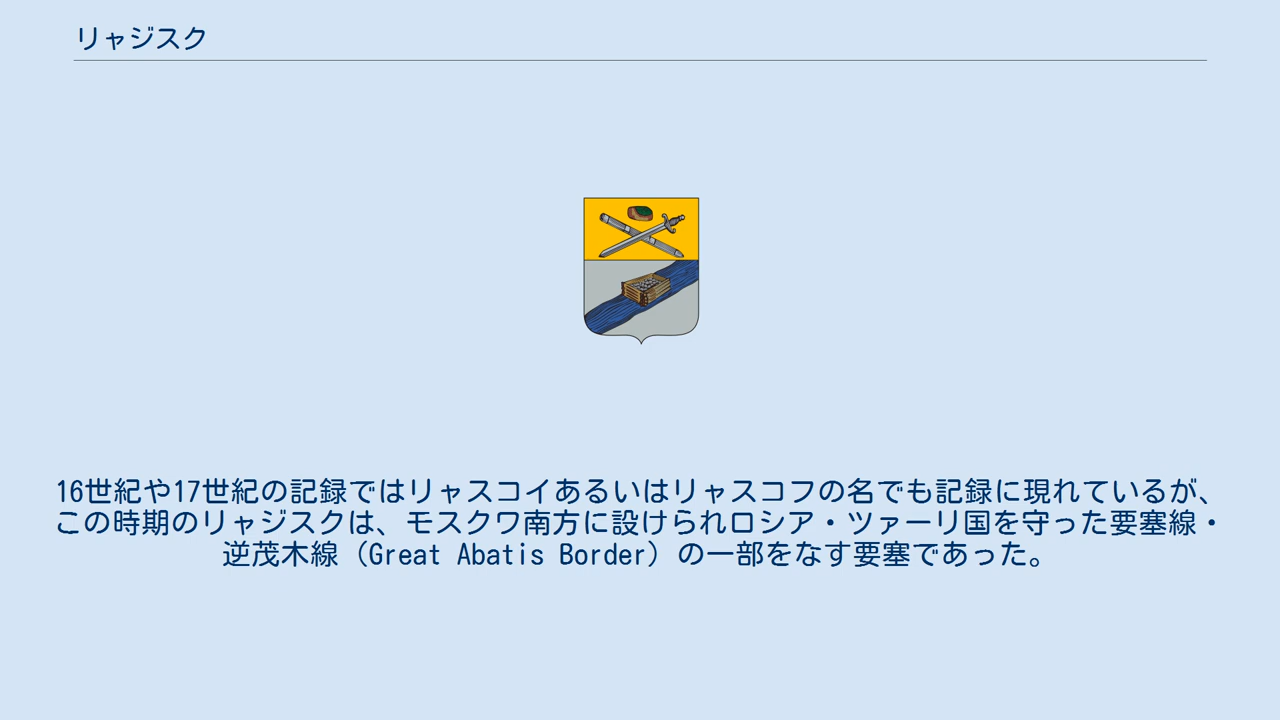 リャジスク
16世紀や17世紀の記録ではリャスコイあるいはリャスコフの名でも記録に現れているが、
この時期のリャジスクは、モスクワ南方に設けられロシア・ツァーリ国を守った要塞線・
逆茂木線（Great Abatis Border）の一部をなす要塞であった。